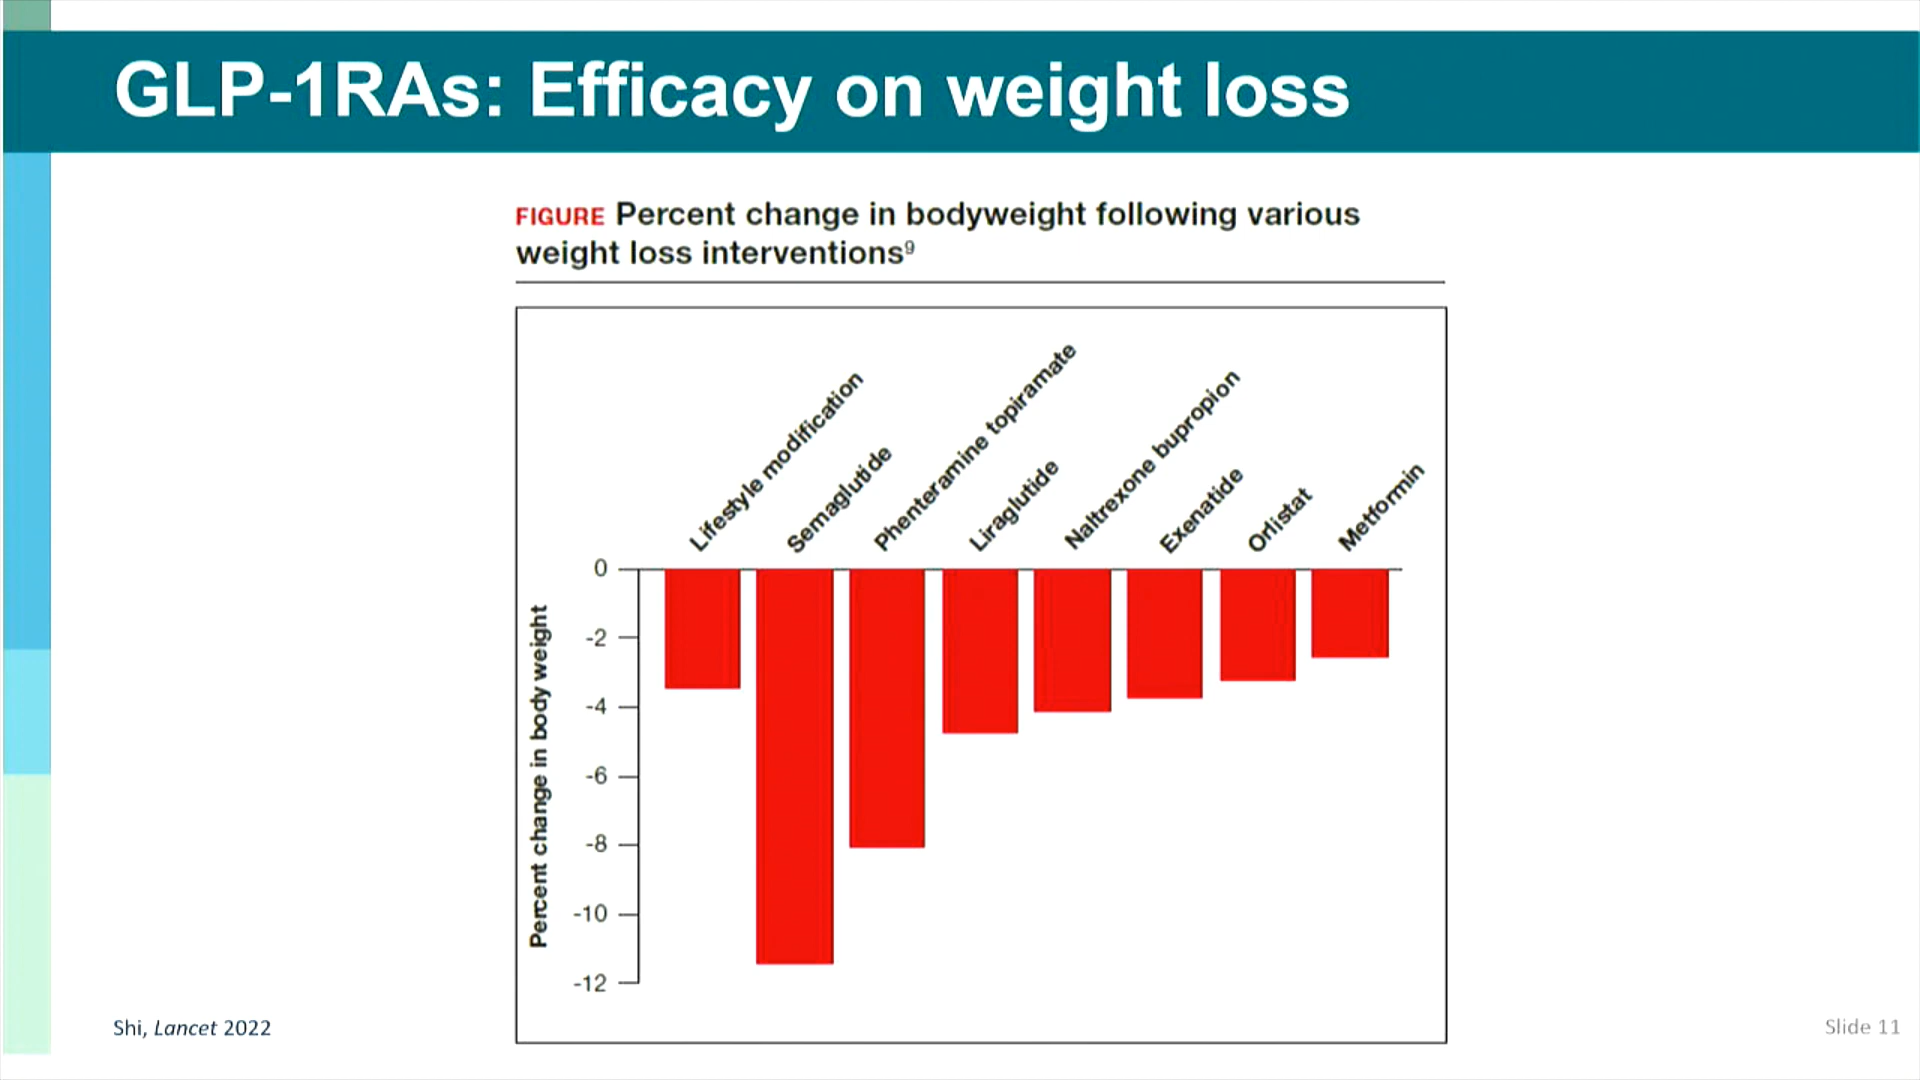 GLP-1RAs: Efficacy on weight loss
FIGURE Percent change in bodyweight following various
weight loss interventions⁹
Lifestyle modification
Semaglutide
Phenteramine topiramate
Liraglutide
Naltrexone bupropion
Exenatide
Orlistat
Metformin
Percent change in body weight
0
-2
-4
-6
-8
-10
-12
Shi, Lancet 2022
Slide 11